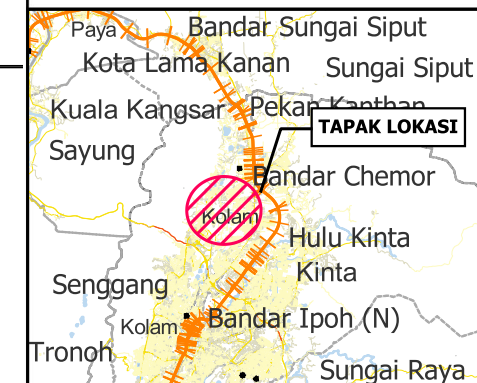 Paya
Bandar Sungai Siput
Kota Lama Kanan
Sungai Siput
Kuala Kangsar
Pekan Kanthan
TAPAK LOKASI
Sayung
Bandar Chemor
Kolam
Hulu Kinta
Kinta
Senggang
Kolam
Bandar Ipoh (N)
Tronoh
Sungai Raya